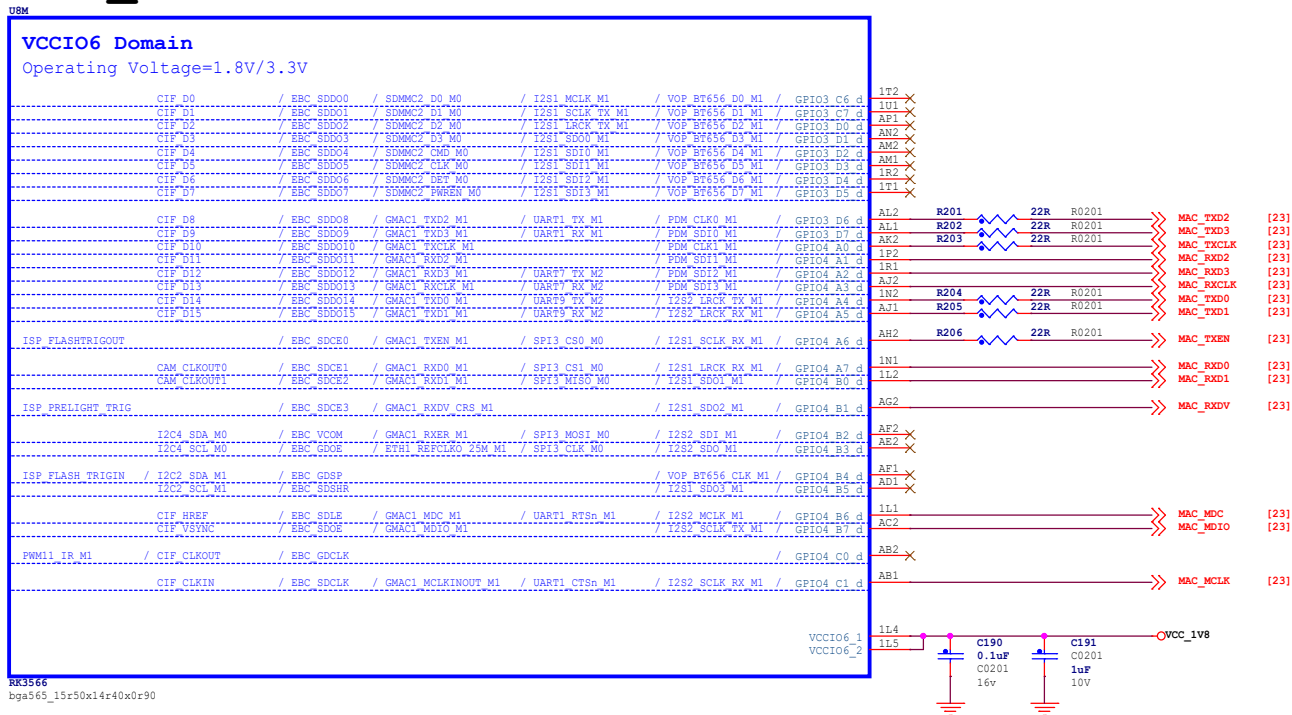 U8M
VCCIO6 Domain
Operating Voltage=1.8V/3.3V
CIF_D0 / EBC_SDDO0 / SDMMC2_D0_M0 / I2S1_MCLK_M1 / VOP_BT656_D0_M1 / GPIO3_C6_d 1T2
CIF_D1 / EBC_SDDO1 / SDMMC2_D1_M0 / I2S1_SCLK_TX_M1 / VOP_BT656_D1_M1 / GPIO3_C7_d 1U1
CIF_D2 / EBC_SDDO2 / SDMMC2_D2_M0 / I2S1_LRCK_TX_M1 / VOP_BT656_D2_M1 / GPIO3_D0_d AP1
CIF_D3 / EBC_SDDO3 / SDMMC2_D3_M0 / I2S1_SDO0_M1 / VOP_BT656_D3_M1 / GPIO3_D1_d AN2
CIF_D4 / EBC_SDDO4 / SDMMC2_CMD_M0 / I2S1_SDI0_M1 / VOP_BT656_D4_M1 / GPIO3_D2_d AM2
CIF_D5 / EBC_SDDO5 / SDMMC2_CLK_M0 / I2S1_SDI1_M1 / VOP_BT656_D5_M1 / GPIO3_D3_d AM1
CIF_D6 / EBC_SDDO6 / SDMMC2_DET_M0 / I2S1_SDI2_M1 / VOP_BT656_D6_M1 / GPIO3_D4_d 1R2
CIF_D7 / EBC_SDDO7 / SDMMC2_PWREN_M0 / I2S1_SDI3_M1 / VOP_BT656_D7_M1 / GPIO3_D5_d 1T1
CIF_D8 / EBC_SDDO8 / GMAC1_TXD2_M1 / UART1_TX_M1 / PDM_CLK0_M1 / GPIO3_D6_d AL2 R201 22R R0201 MAC_TXD2 [23]
CIF_D9 / EBC_SDDO9 / GMAC1_TXD3_M1 / UART1_RX_M1 / PDM_SDI0_M1 / GPIO3_D7_d AL1 R202 22R R0201 MAC_TXD3 [23]
CIF_D10 / EBC_SDDO10 / GMAC1_TXCLK_M1 / PDM_CLK1_M1 / GPIO4_A0_d AK2 R203 22R R0201 MAC_TXCLK [23]
CIF_D11 / EBC_SDDO11 / GMAC1_RXD2_M1 / PDM_SDI1_M1 / GPIO4_A1_d 1P2 MAC_RXD2 [23]
CIF_D12 / EBC_SDDO12 / GMAC1_RXD3_M1 / UART7_TX_M2 / PDM_SDI2_M1 / GPIO4_A2_d 1R1 MAC_RXD3 [23]
CIF_D13 / EBC_SDDO13 / GMAC1_RXCLK_M1 / UART7_RX_M2 / PDM_SDI3_M1 / GPIO4_A3_d AJ2 MAC_RXCLK [23]
CIF_D14 / EBC_SDDO14 / GMAC1_TXD0_M1 / UART9_TX_M2 / I2S2_LRCK_TX_M1 / GPIO4_A4_d 1N2 R204 22R R0201 MAC_TXD0 [23]
CIF_D15 / EBC_SDDO15 / GMAC1_TXD1_M1 / UART9_RX_M2 / I2S2_LRCK_RX_M1 / GPIO4_A5_d AJ1 R205 22R R0201 MAC_TXD1 [23]
ISP_FLASHTRIGOUT / EBC_SDCE0 / GMAC1_TXEN_M1 / SPI3_CS0_M0 / I2S1_SCLK_RX_M1 / GPIO4_A6_d AH2 R206 22R R0201 MAC_TXEN [23]
CAM_CLKOUT0 / EBC_SDCE1 / GMAC1_RXD0_M1 / SPI3_CS1_M0 / I2S1_LRCK_RX_M1 / GPIO4_A7_d 1N1 MAC_RXD0 [23]
CAM_CLKOUT1 / EBC_SDCE2 / GMAC1_RXD1_M1 / SPI3_MISO_M0 / I2S1_SDO1_M1 / GPIO4_B0_d 1L2 MAC_RXD1 [23]
ISP_PRELIGHT_TRIG / EBC_SDCE3 / GMAC1_RXDV_CRS_M1 / I2S1_SDO2_M1 / GPIO4_B1_d AG2 MAC_RXDV [23]
I2C4_SDA_M0 / EBC_VCOM / GMAC1_RXER_M1 / SPI3_MOSI_M0 / I2S2_SDI_M1 / GPIO4_B2_d AF2
I2C4_SCL_M0 / EBC_GDOE / ETH1_REFCLKO_25M_M1 / SPI3_CLK_M0 / I2S2_SDO_M1 / GPIO4_B3_d AE2
ISP_FLASH_TRIGIN / I2C2_SDA_M1 / EBC_GDSP / VOP_BT656_CLK_M1 / GPIO4_B4_d AF1
I2C2_SCL_M1 / EBC_SDSHR / I2S1_SDO3_M1 / GPIO4_B5_d AD1
CIF_HREF / EBC_SDLE / GMAC1_MDC_M1 / UART1_RTSn_M1 / I2S2_MCLK_M1 / GPIO4_B6_d 1L1 MAC_MDC [23]
CIF_VSYNC / EBC_SDOE / GMAC1_MDIO_M1 / I2S2_SCLK_TX_M1 / GPIO4_B7_d AC2 MAC_MDIO [23]
PWM11_IR_M1 / CIF_CLKOUT / EBC_GDCLK / GPIO4_C0_d AB2
CIF_CLKIN / EBC_SDCLK / GMAC1_MCLKINOUT_M1 / UART1_CTSn_M1 / I2S2_SCLK_RX_M1 / GPIO4_C1_d AB1 MAC_MCLK [23]
VCCIO6_1 1L4 VCC_1V8
VCCIO6_2 1L5
C190 C191
0.1uF C0201
C0201 1uF
16v 10V
RK3566
bga565_15r50x14r40x0r90